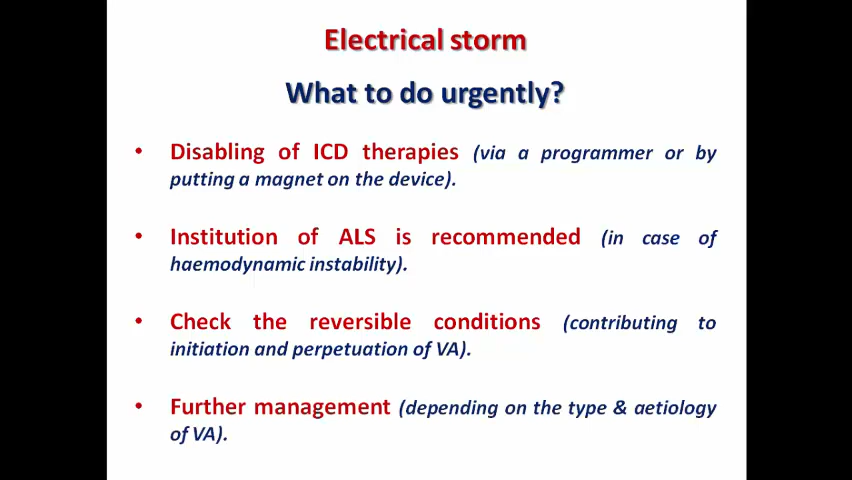 Electrical storm
What to do urgently?
• Disabling of ICD therapies (via a programmer or by
putting a magnet on the device).
• Institution of ALS is recommended (in case of
haemodynamic instability).
• Check the reversible conditions (contributing to
initiation and perpetuation of VA).
• Further management (depending on the type & aetiology
of VA).